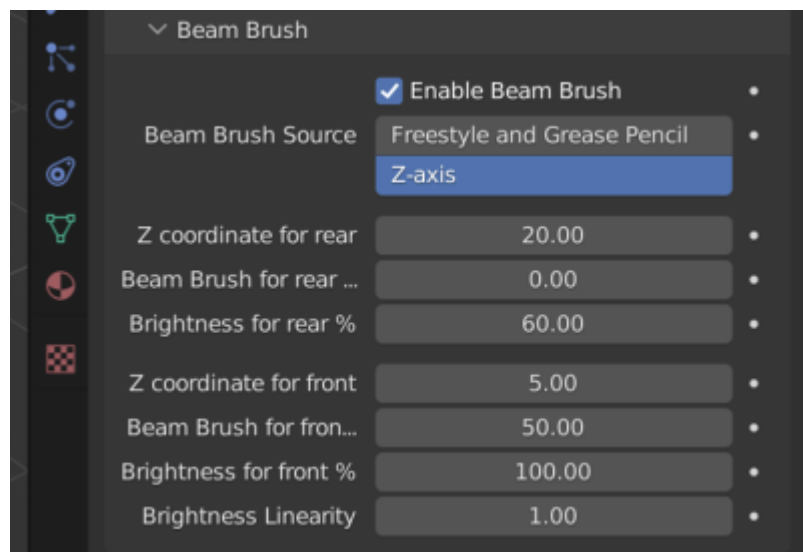 Beam Brush
Enable Beam Brush
Beam Brush Source Freestyle and Grease Pencil
Z-axis
Z coordinate for rear 20.00
Beam Brush for rear ... 0.00
Brightness for rear % 60.00
Z coordinate for front 5.00
Beam Brush for fron... 50.00
Brightness for front % 100.00
Brightness Linearity 1.00